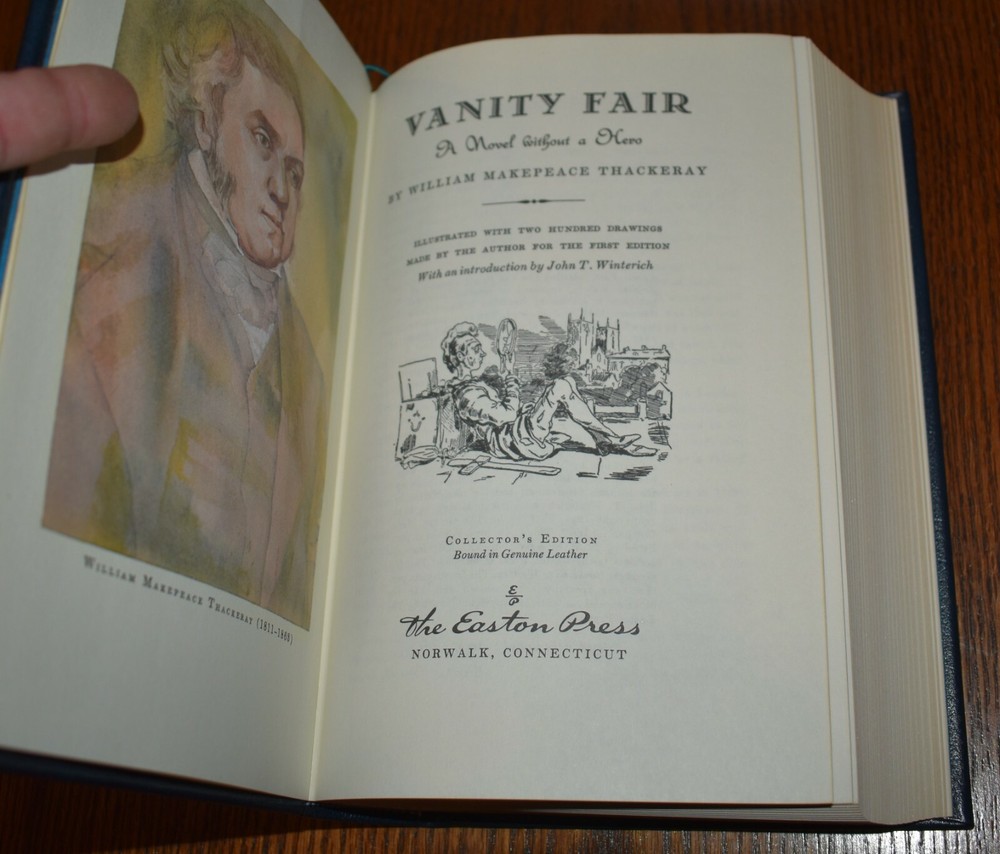 William Makepeace Thackeray (1811-1863)
VANITY FAIR
A Novel without a Hero
BY WILLIAM MAKEPEACE THACKERAY
ILLUSTRATED WITH TWO HUNDRED DRAWINGS
MADE BY THE AUTHOR FOR THE FIRST EDITION
With an introduction by John T. Winterich
Collector's Edition
Bound in Genuine Leather
the Easton Press
NORWALK, CONNECTICUT